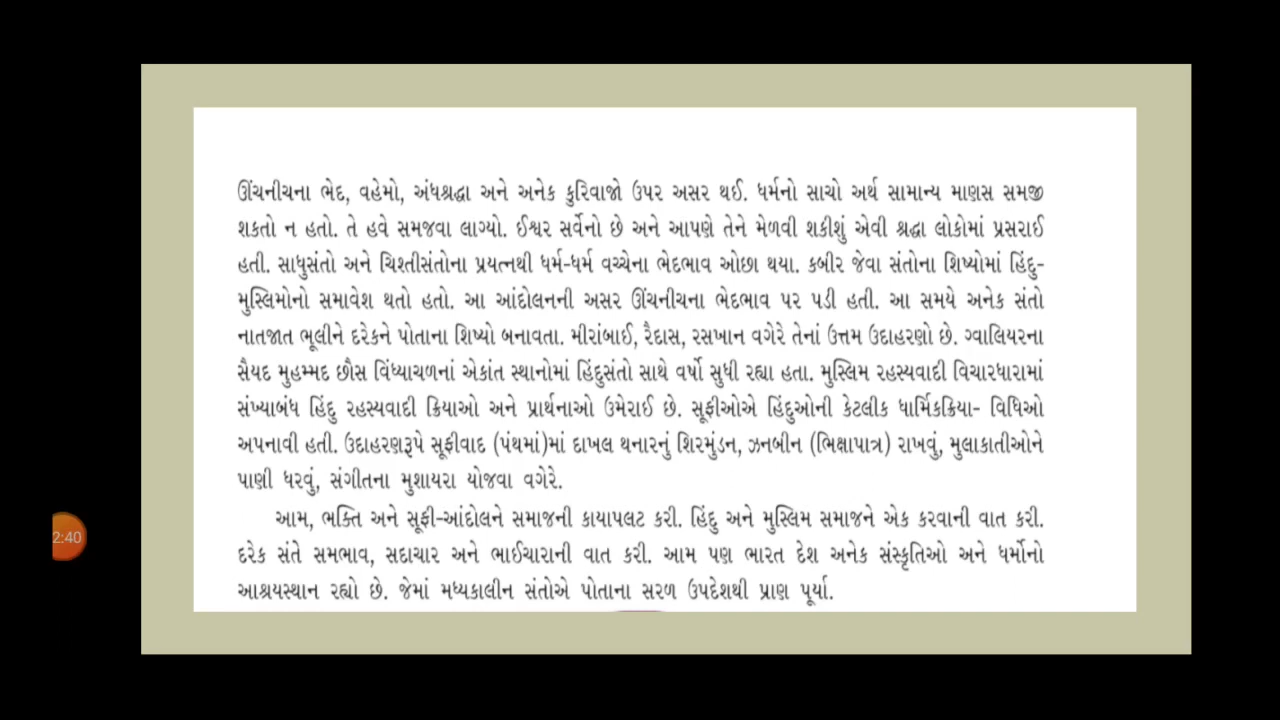 ઊંચનીચના ભેદ, વહેમો, અંધશ્રદ્ધા અને અનેક કુરિવાજો ઉપર અસર થઈ. ધર્મનો સાચો અર્થ સામાન્ય માણસ સમજી
શકતો ન હતો. તે હવે સમજવા લાગ્યો. ઈશ્વર સર્વેનો છે અને આપણે તેને મેળવી શકીશું એવી શ્રદ્ધા લોકોમાં પ્રસરાઈ
હતી. સાધુસંતો અને ચિશ્તીસંતોના પ્રયત્નથી ધર્મ-ધર્મ વચ્ચેના ભેદભાવ ઓછા થયા. કબીર જેવા સંતોના શિષ્યોમાં હિંદુ-
મુસ્લિમોનો સમાવેશ થતો હતો. આ આંદોલનની અસર ઊંચનીચના ભેદભાવ પર પડી હતી. આ સમયે અનેક સંતો
નાતજાત ભૂલીને દરેકને પોતાના શિષ્યો બનાવતા. મીરાંબાઈ, રૈદાસ, રસખાન વગેરે તેનાં ઉત્તમ ઉદાહરણો છે. ગ્વાલિયરના
સૈયદ મુહમ્મદ છૌસ વિંધ્યાચળનાં એકાંત સ્થાનોમાં હિંદુસંતો સાથે વર્ષો સુધી રહ્યા હતા. મુસ્લિમ રહસ્યવાદી વિચારધારામાં
સંખ્યાબંધ હિંદુ રહસ્યવાદી ક્રિયાઓ અને પ્રાર્થનાઓ ઉમેરાઈ છે. સૂફીઓએ હિંદુઓની કેટલીક ધાર્મિકક્રિયા- વિધિઓ
અપનાવી હતી. ઉદાહરણરૂપે સૂફીવાદ (પંથમાં)માં દાખલ થનારનું શિરમુંડન, ઝનબીન (ભિક્ષાપાત્ર) રાખવું, મુલાકાતીઓને
પાણી ધરવું, સંગીતના મુશાયરા યોજવા વગેરે.
આમ, ભક્તિ અને સૂફી-આંદોલને સમાજની કાયાપલટ કરી. હિંદુ અને મુસ્લિમ સમાજને એક કરવાની વાત કરી.
દરેક સંતે સમભાવ, સદાચાર અને ભાઈચારાની વાત કરી. આમ પણ ભારત દેશ અનેક સંસ્કૃતિઓ અને ધર્મોનો
આશ્રયસ્થાન રહ્યો છે. જેમાં મધ્યકાલીન સંતોએ પોતાના સરળ ઉપદેશથી પ્રાણ પૂર્યા.
2:40